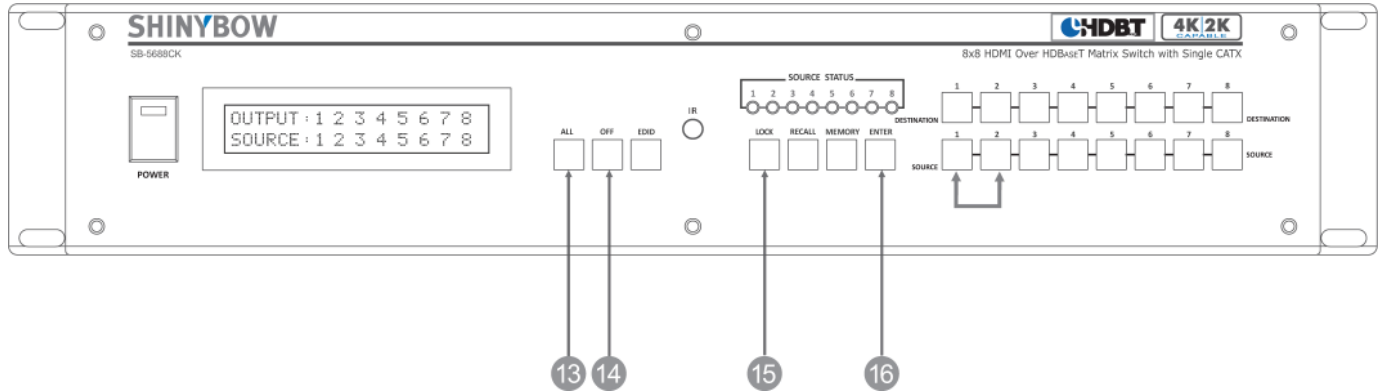 SHINYBOW
HDBT
4K 2K
CAPABLE
SB-5688CK
8x8 HDMI Over HDBASET Matrix Switch with Single CATX
SOURCE STATUS
1 2 3 4 5 6 7 8
1 2 3 4 5 6 7 8
OUTPUT:1 2 3 4 5 6 7 8
SOURCE:1 2 3 4 5 6 7 8
IR
DESTINATION
DESTINATION
ALL OFF EDID
LOCK RECALL MEMORY ENTER
1 2 3 4 5 6 7 8
SOURCE
SOURCE
POWER
13 14 15 16